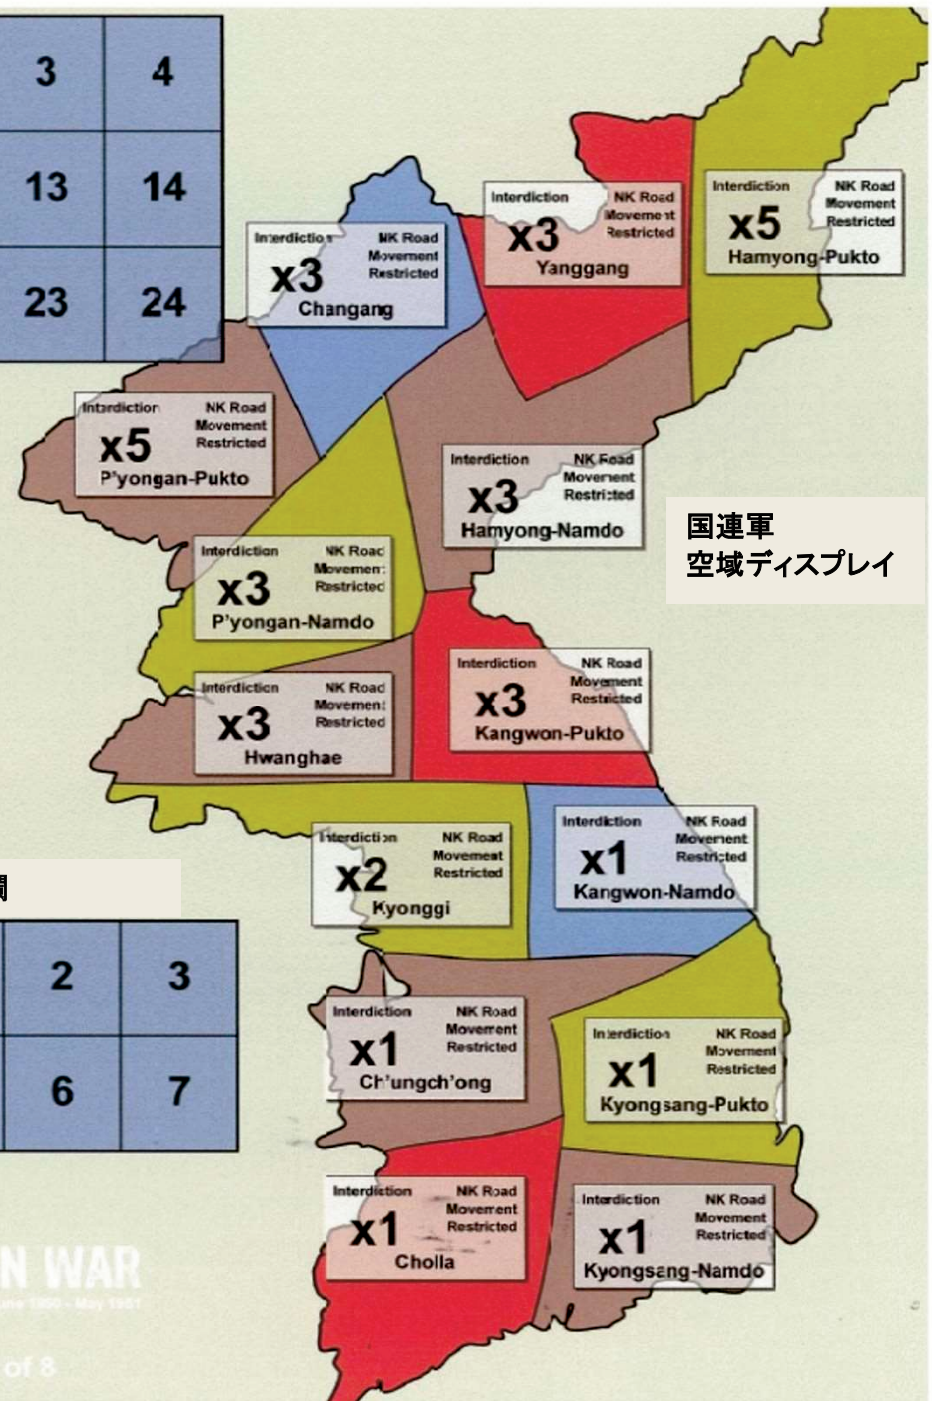 3 4
13 14
23 24
Interdiction NK Road
Movement
Restricted
x3
Changang
Interdiction NK Road
Movement
Restricted
x3
Yanggang
Interdiction NK Road
Movement
Restricted
x5
Hamyong-Pukto
Interdiction NK Road
Movement
Restricted
x5
P'yongan-Pukto
Interdiction NK Road
Movement
Restricted
x3
Hamyong-Namdo
国連軍
空域ディスプレイ
Interdiction NK Road
Movement
Restricted
x3
P'yongan-Namdo
Interdiction NK Road
Movement
Restricted
x3
Hwanghae
Interdiction NK Road
Movement
Restricted
x3
Kangwon-Pukto
Interdiction NK Road
Movement
Restricted
x2
Kyonggi
Interdiction NK Road
Movement
Restricted
x1
Kangwon-Namdo
2 3
6 7
Interdiction NK Road
Movement
Restricted
x1
Ch'ungch'ong
Interdiction NK Road
Movement
Restricted
x1
Kyongsang-Pukto
Interdiction NK Road
Movement
Restricted
x1
Cholla
Interdiction NK Road
Movement
Restricted
x1
Kyongsang-Namdo
N WAR
1950 - May 1951
of 8